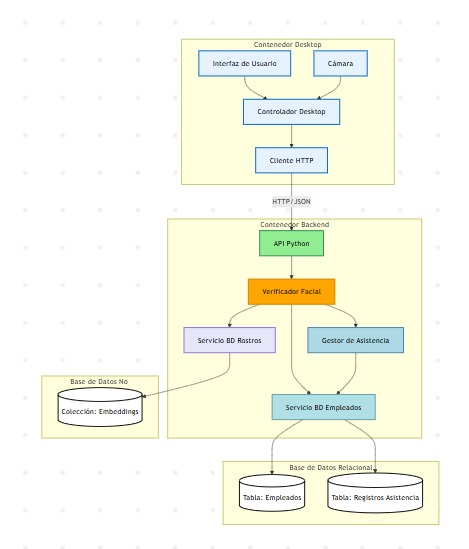 Contenedor Desktop
Interfaz de Usuario
Cámara
Controlador Desktop
Cliente HTTP
HTTP/JSON
Contenedor Backend
API Python
Verificador Facial
Servicio BD Rostros
Gestor de Asistencia
Base de Datos No
Colección: Embeddings
Servicio BD Empleados
Base de Datos Relacional
Tabla: Empleados
Tabla: Registros Asistencia